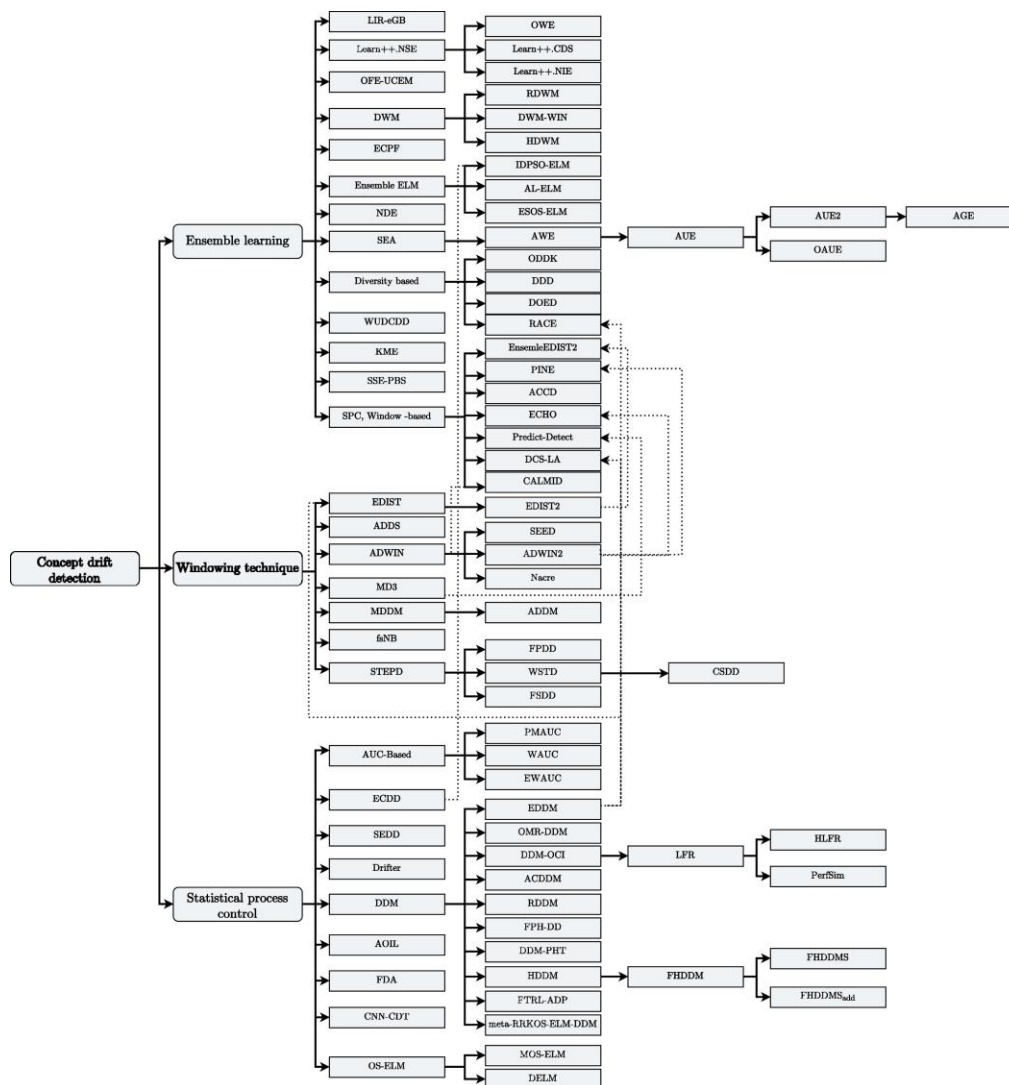 LIR-eGB
OWE
Learn++.NSE
Learn++.CDS
Learn++.NIE
OFE-UCEM
RDWM
DWM
DWM-WIN
HDWM
ECPF
IDPSO-ELM
Ensemble ELM
AL-ELM
NDE
ESOS-ELM
AUE2
AGE
Ensemble learning
SEA
AWE
AUE
OAUE
ODDK
Diversity based
DDD
DOED
WUDCDD
RACE
KME
EnsemleEDIST2
PINE
SSE-PBS
ACCD
SPC, Window -based
ECHO
Predict-Detect
DCS-LA
CALMID
EDIST
EDIST2
ADDS
SEED
Concept drift
detection
Windowing technique
ADWIN
ADWIN2
Nacre
MD3
MDDM
ADDM
fsNB
FPDD
STEPD
WSTD
CSDD
FSDD
PMAUC
AUC-Based
WAUC
EWAUC
ECDD
EDDM
SEDD
OMR-DDM
HLFR
DDM-OCI
LFR
Drifter
PerfSim
ACDDM
Statistical process
control
DDM
RDDM
FPH-DD
AOIL
DDM-PHT
FHDDMS
FDA
HDDM
FHDDM
FHDDMSadd
FTRL-ADP
CNN-CDT
meta-RRKOS-ELM-DDM
MOS-ELM
OS-ELM
DELM